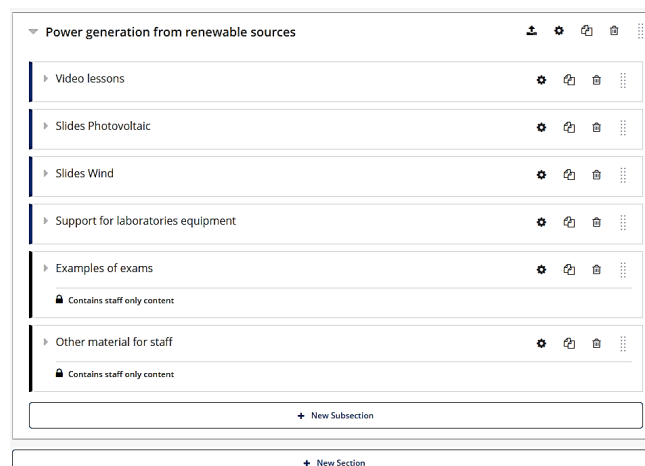 Power generation from renewable sources
Video lessons
Slides Photovoltaic
Slides Wind
Support for laboratories equipment
Examples of exams
Contains staff only content
Other material for staff
Contains staff only content
+ New Subsection
+ New Section